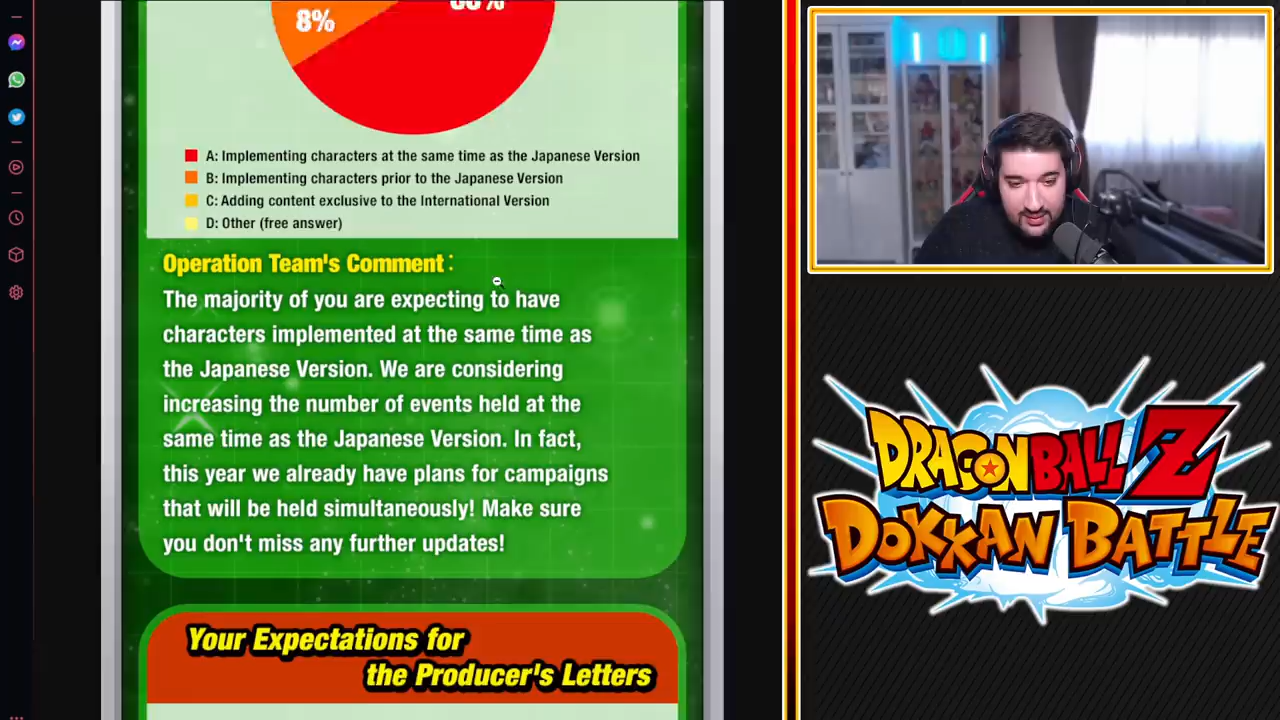 8%
A: Implementing characters at the same time as the Japanese Version
B: Implementing characters prior to the Japanese Version
C: Adding content exclusive to the International Version
D: Other (free answer)
Operation Team's Comment :
The majority of you are expecting to have
characters implemented at the same time as
the Japanese Version. We are considering
increasing the number of events held at the
same time as the Japanese Version. In fact,
this year we already have plans for campaigns
that will be held simultaneously! Make sure
you don't miss any further updates!
Your Expectations for
the Producer's Letters
DRAGON BALL Z
DOKKAN BATTLE